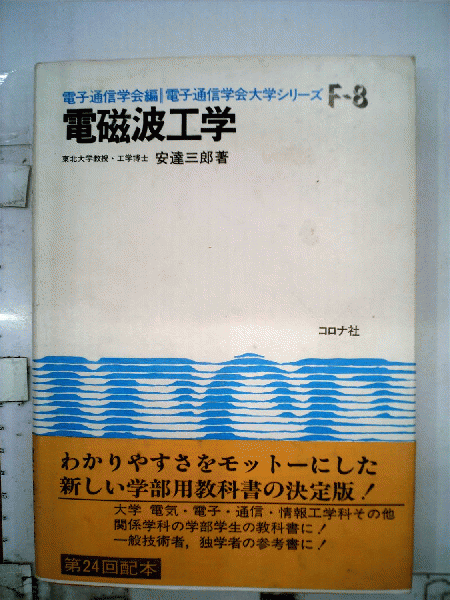 電子通信学会編|電子通信学会大学シリーズ F-8
電磁波工学
東北大学教授・工学博士 安達三郎著
コロナ社
わかりやすさをモットーにした
新しい学部用教科書の決定版!
大学 電気・電子・通信・情報工学科その他
関係学科の学部学生の教科書に!
一般技術者，独学者の参考書に!
第24回配本